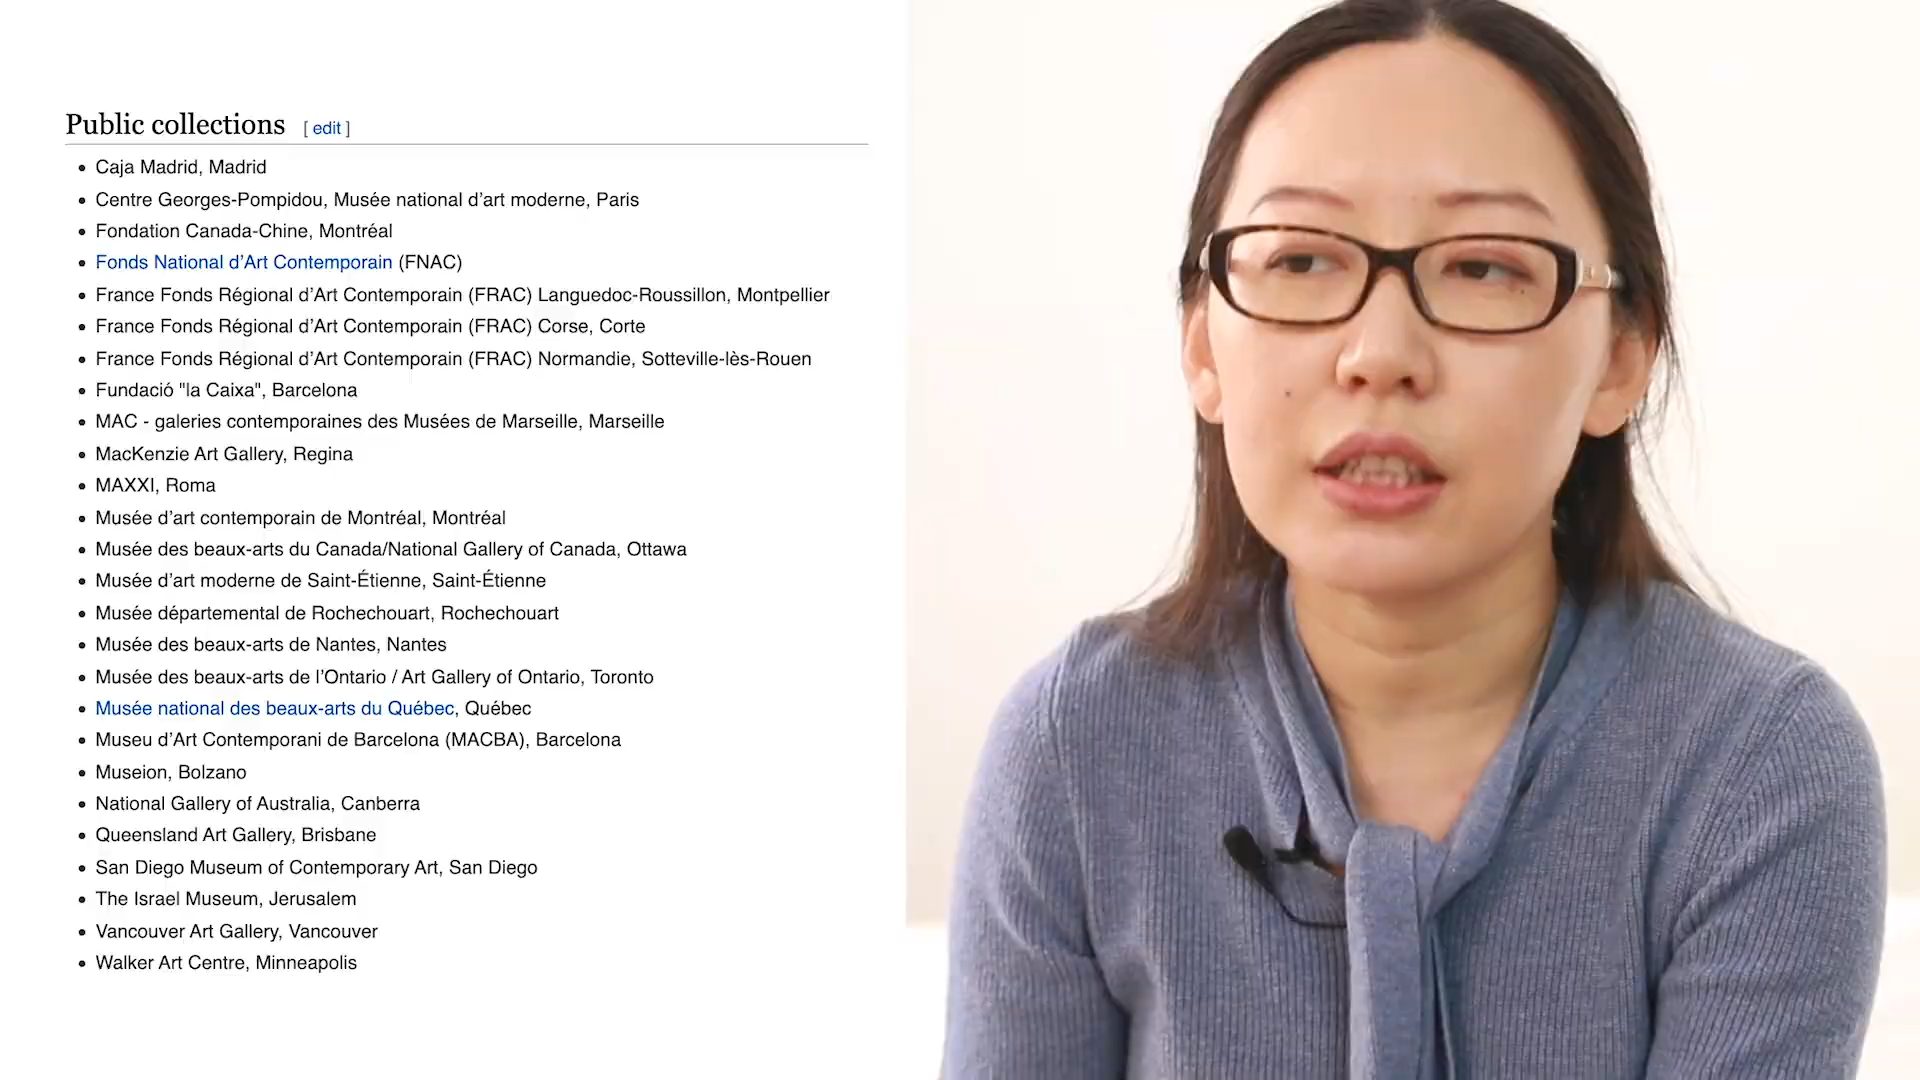 Public collections [ edit ]
Caja Madrid, Madrid
Centre Georges-Pompidou, Musée national d’art moderne, Paris
Fondation Canada-Chine, Montréal
Fonds National d’Art Contemporain (FNAC)
France Fonds Régional d’Art Contemporain (FRAC) Languedoc-Roussillon, Montpellier
France Fonds Régional d’Art Contemporain (FRAC) Corse, Corte
France Fonds Régional d’Art Contemporain (FRAC) Normandie, Sotteville-lès-Rouen
Fundació "la Caixa", Barcelona
MAC - galeries contemporaines des Musées de Marseille, Marseille
MacKenzie Art Gallery, Regina
MAXXI, Roma
Musée d’art contemporain de Montréal, Montréal
Musée des beaux-arts du Canada/National Gallery of Canada, Ottawa
Musée d’art moderne de Saint-Étienne, Saint-Étienne
Musée départemental de Rochechouart, Rochechouart
Musée des beaux-arts de Nantes, Nantes
Musée des beaux-arts de l’Ontario / Art Gallery of Ontario, Toronto
Musée national des beaux-arts du Québec, Québec
Museu d’Art Contemporani de Barcelona (MACBA), Barcelona
Museion, Bolzano
National Gallery of Australia, Canberra
Queensland Art Gallery, Brisbane
San Diego Museum of Contemporary Art, San Diego
The Israel Museum, Jerusalem
Vancouver Art Gallery, Vancouver
Walker Art Centre, Minneapolis